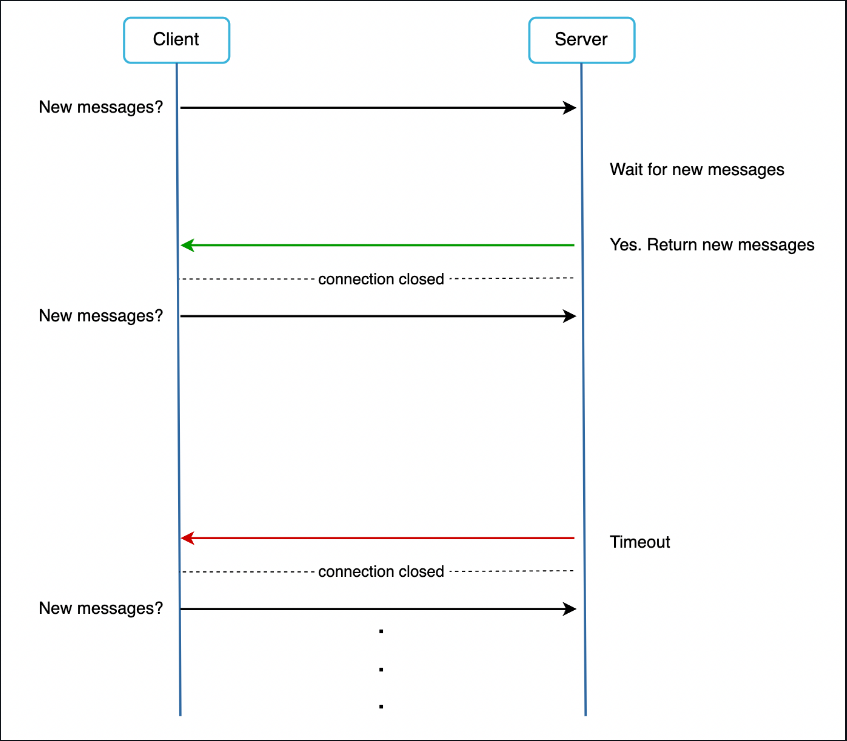 Client
Server
New messages?
Wait for new messages
Yes. Return new messages
connection closed
New messages?
Timeout
connection closed
New messages?